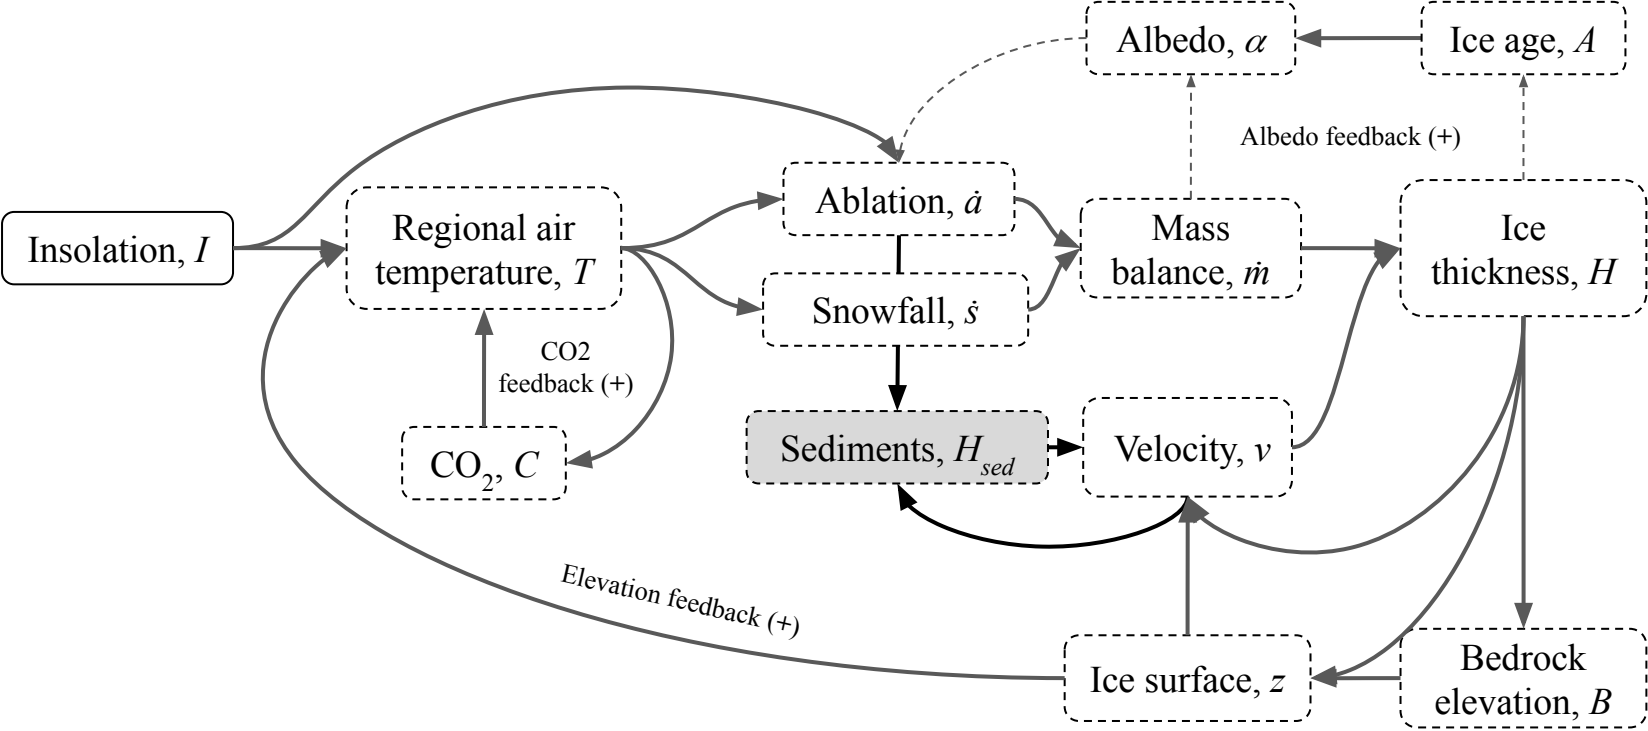 Albedo, α
Ice age, A
Albedo feedback (+)
Insolation, I
Regional air
temperature, T
Ablation, ȧ
Snowfall, ṡ
Mass
balance, ṁ
Ice
thickness, H
CO2
feedback (+)
CO₂, C
Sediments, Hsed
Velocity, v
Elevation feedback (+)
Ice surface, z
Bedrock
elevation, B